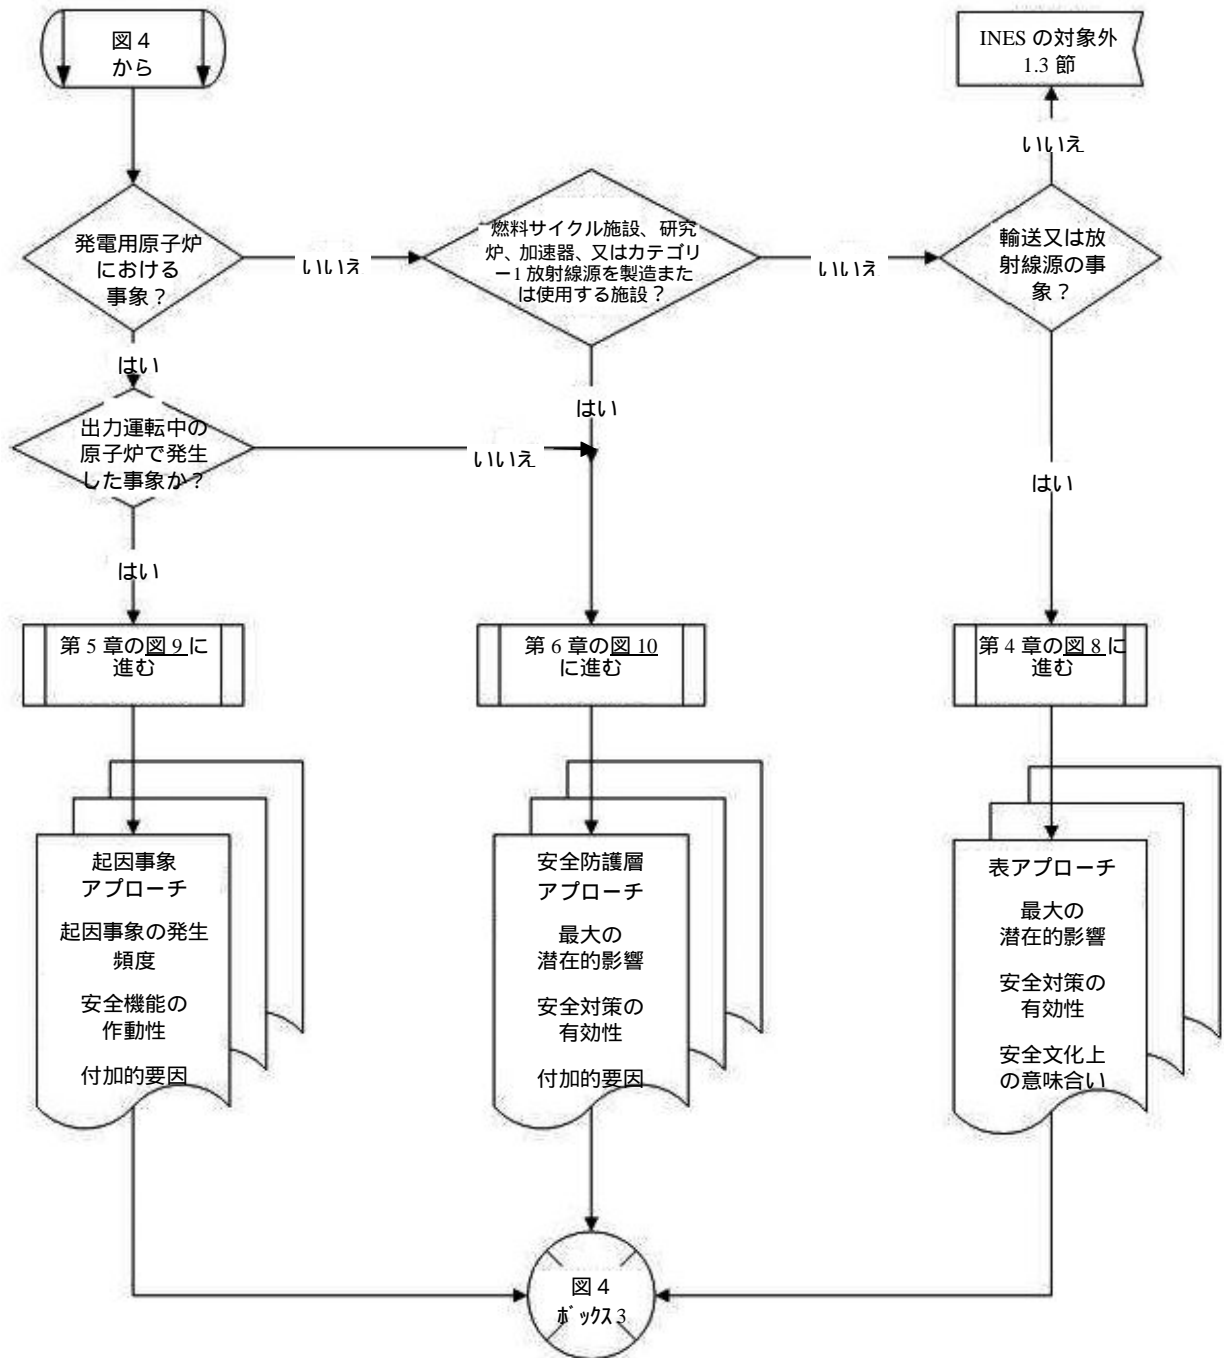 図 4
から
INES の対象外
1.3 節
いいえ
発電用原子炉
における
事象？
いいえ
燃料サイクル施設、研究
炉、加速器、又はカテゴリ
ー1 放射線源を製造また
は使用する施設？
いいえ
輸送又は放
射線源の事
象？
はい
出力運転中の
原子炉で発生
した事象か？
いいえ
はい
はい
はい
第 5 章の図 9 に
進む
第 6 章の図 10
に進む
第 4 章の図 8 に
進む
起因事象
アプローチ
起因事象の発生
頻度
安全機能の
作動性
付加的要因
安全防護層
アプローチ
最大の
潜在的影響
安全対策の
有効性
付加的要因
表アプローチ
最大の
潜在的影響
安全対策の
有効性
安全文化上
の意味合い
図 4
ﾎﾞｯｸｽ 3